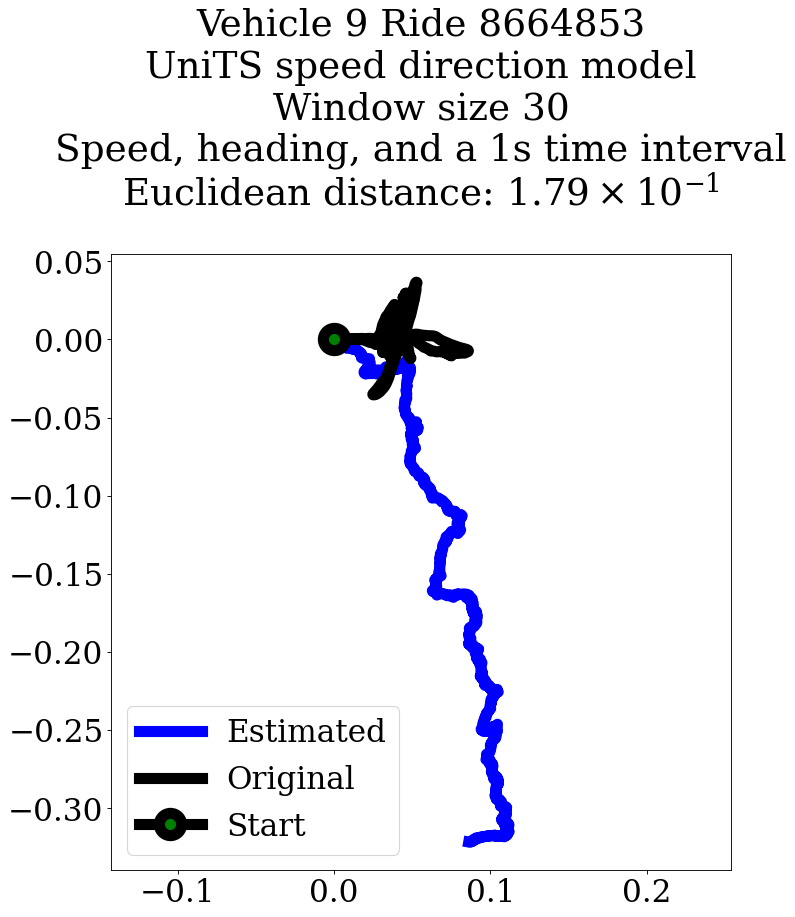 Vehicle 9 Ride 8664853
UniTS speed direction model
Window size 30
Speed, heading, and a 1s time interval
Euclidean distance: 1.79 × 10⁻¹
0.05
0.00
−0.05
−0.10
−0.15
−0.20
−0.25
−0.30
Estimated
Original
Start
−0.1
0.0
0.1
0.2